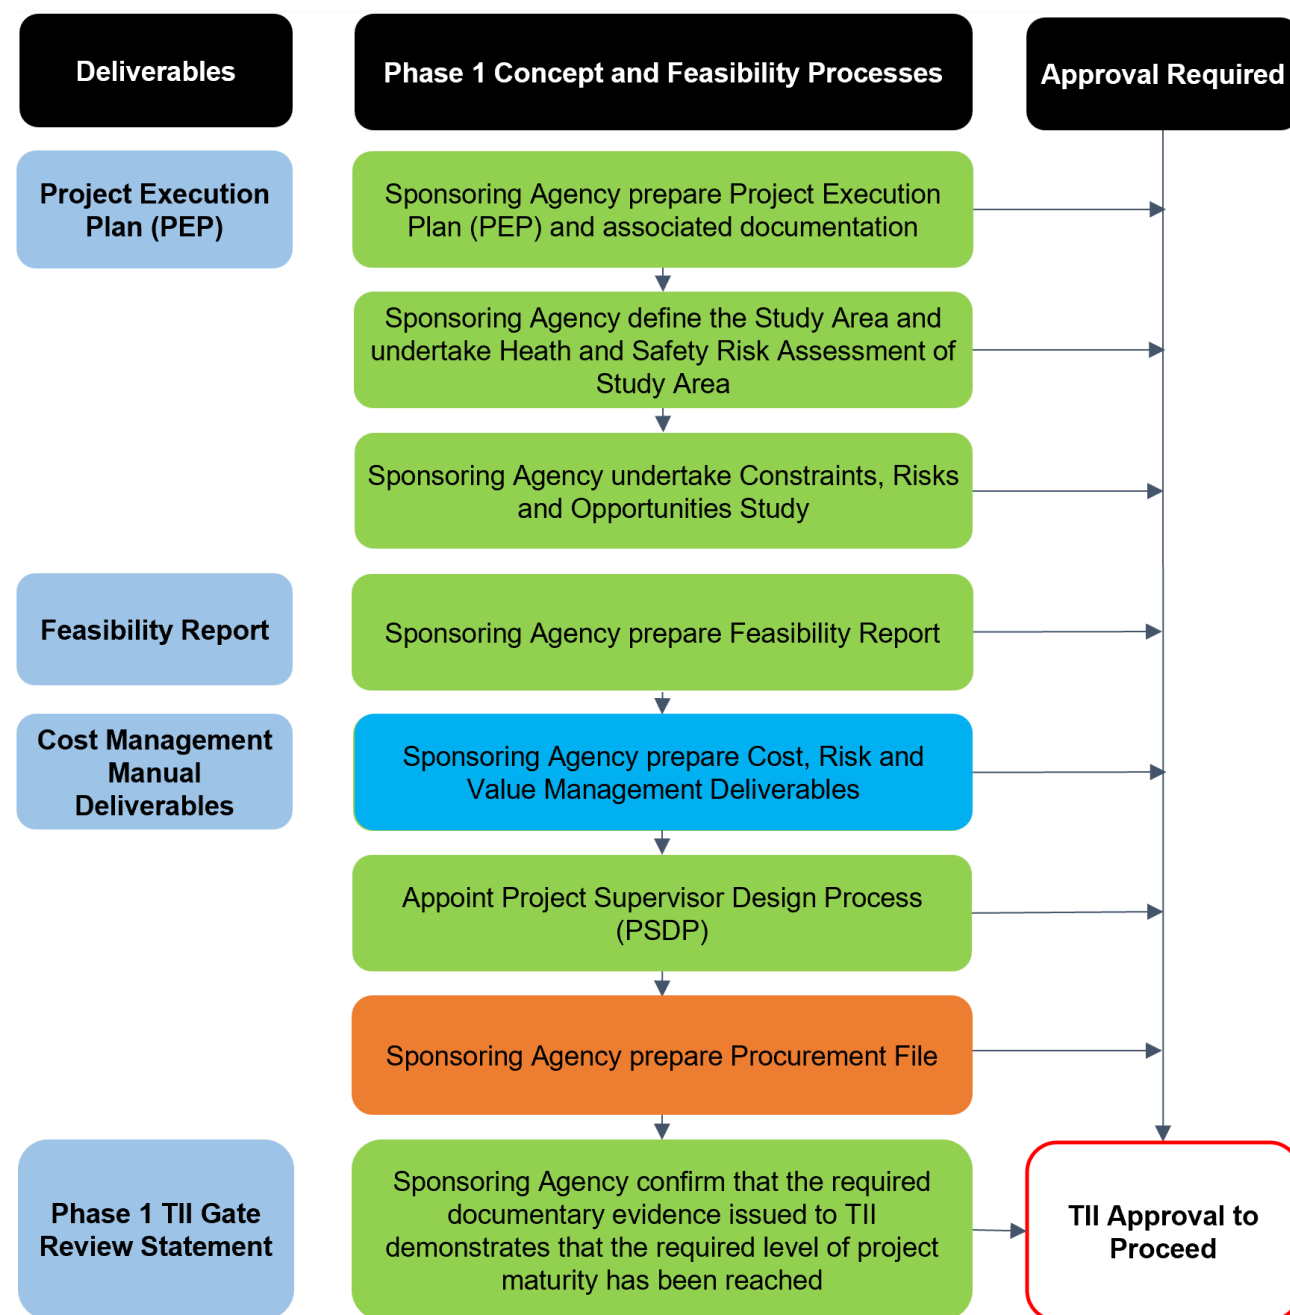 Deliverables
Phase 1 Concept and Feasibility Processes
Approval Required
Project Execution
Plan (PEP)
Sponsoring Agency prepare Project Execution
Plan (PEP) and associated documentation
Sponsoring Agency define the Study Area and
undertake Heath and Safety Risk Assessment of
Study Area
Sponsoring Agency undertake Constraints, Risks
and Opportunities Study
Feasibility Report
Sponsoring Agency prepare Feasibility Report
Cost Management
Manual
Deliverables
Sponsoring Agency prepare Cost, Risk and
Value Management Deliverables
Appoint Project Supervisor Design Process
(PSDP)
Sponsoring Agency prepare Procurement File
Phase 1 TII Gate
Review Statement
Sponsoring Agency confirm that the required
documentary evidence issued to TII
demonstrates that the required level of project
maturity has been reached
TII Approval to
Proceed